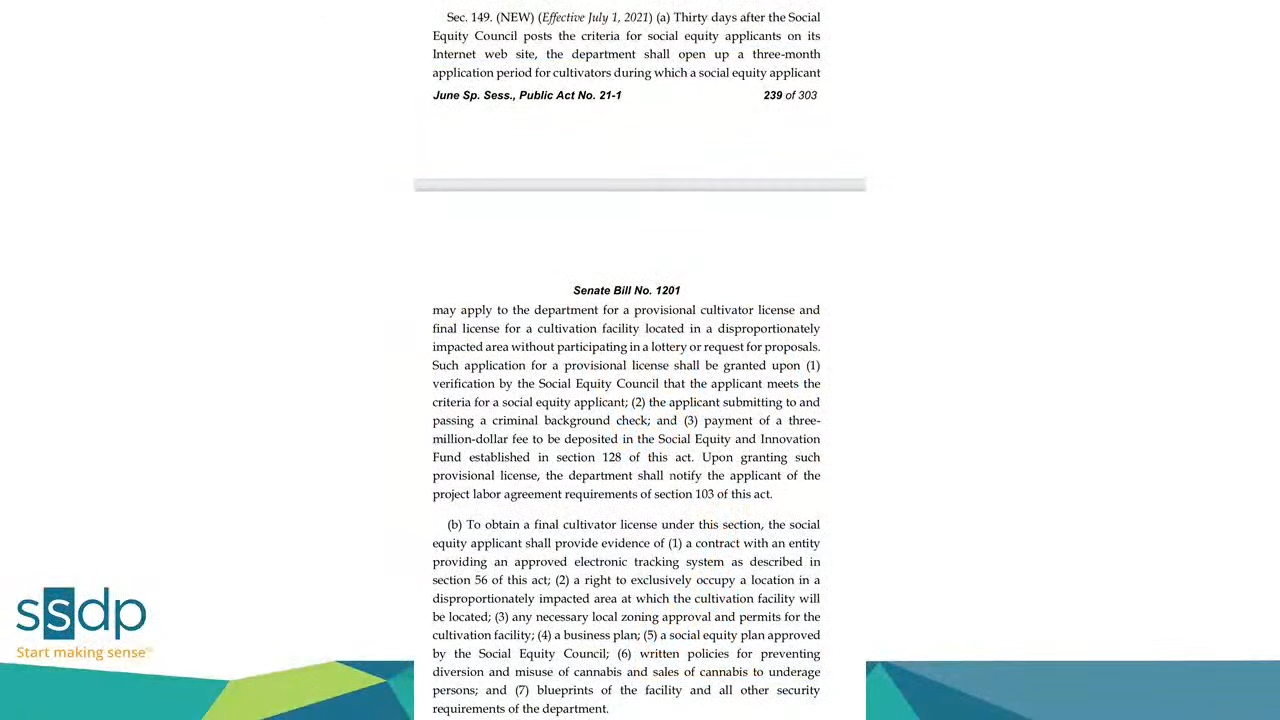 Sec. 149. (NEW) (Effective July 1, 2021) (a) Thirty days after the Social
Equity Council posts the criteria for social equity applicants on its
Internet web site, the department shall open up a three-month
application period for cultivators during which a social equity applicant
June Sp. Sess., Public Act No. 21-1 239 of 303
Senate Bill No. 1201
may apply to the department for a provisional cultivator license and
final license for a cultivation facility located in a disproportionately
impacted area without participating in a lottery or request for proposals.
Such application for a provisional license shall be granted upon (1)
verification by the Social Equity Council that the applicant meets the
criteria for a social equity applicant; (2) the applicant submitting to and
passing a criminal background check; and (3) payment of a three-
million-dollar fee to be deposited in the Social Equity and Innovation
Fund established in section 128 of this act. Upon granting such
provisional license, the department shall notify the applicant of the
project labor agreement requirements of section 103 of this act.
(b) To obtain a final cultivator license under this section, the social
equity applicant shall provide evidence of (1) a contract with an entity
providing an approved electronic tracking system as described in
section 56 of this act; (2) a right to exclusively occupy a location in a
disproportionately impacted area at which the cultivation facility will
be located; (3) any necessary local zoning approval and permits for the
cultivation facility; (4) a business plan; (5) a social equity plan approved
by the Social Equity Council; (6) written policies for preventing
diversion and misuse of cannabis and sales of cannabis to underage
persons; and (7) blueprints of the facility and all other security
requirements of the department.
ssdp
Start making sense